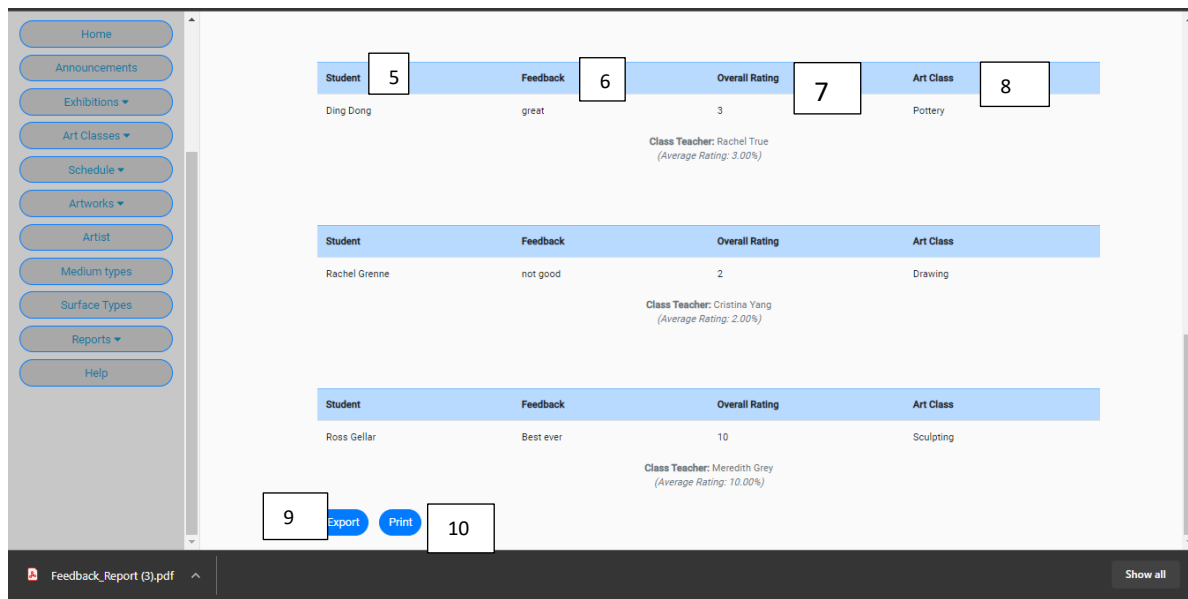 Home
Announcements
Exhibitions
Art Classes
Schedule
Artworks
Artist
Medium types
Surface Types
Reports
Help
Student 5 Feedback 6 Overall Rating 7 Art Class 8
Ding Dong great 3 Pottery
Class Teacher: Rachel True
(Average Rating: 3.00%)
Student Feedback Overall Rating Art Class
Rachel Grenne not good 2 Drawing
Class Teacher: Cristina Yang
(Average Rating: 2.00%)
Student Feedback Overall Rating Art Class
Ross Gellar Best ever 10 Sculpting
Class Teacher: Meredith Grey
(Average Rating: 10.00%)
9 Export Print 10
Feedback_Report (3).pdf Show all